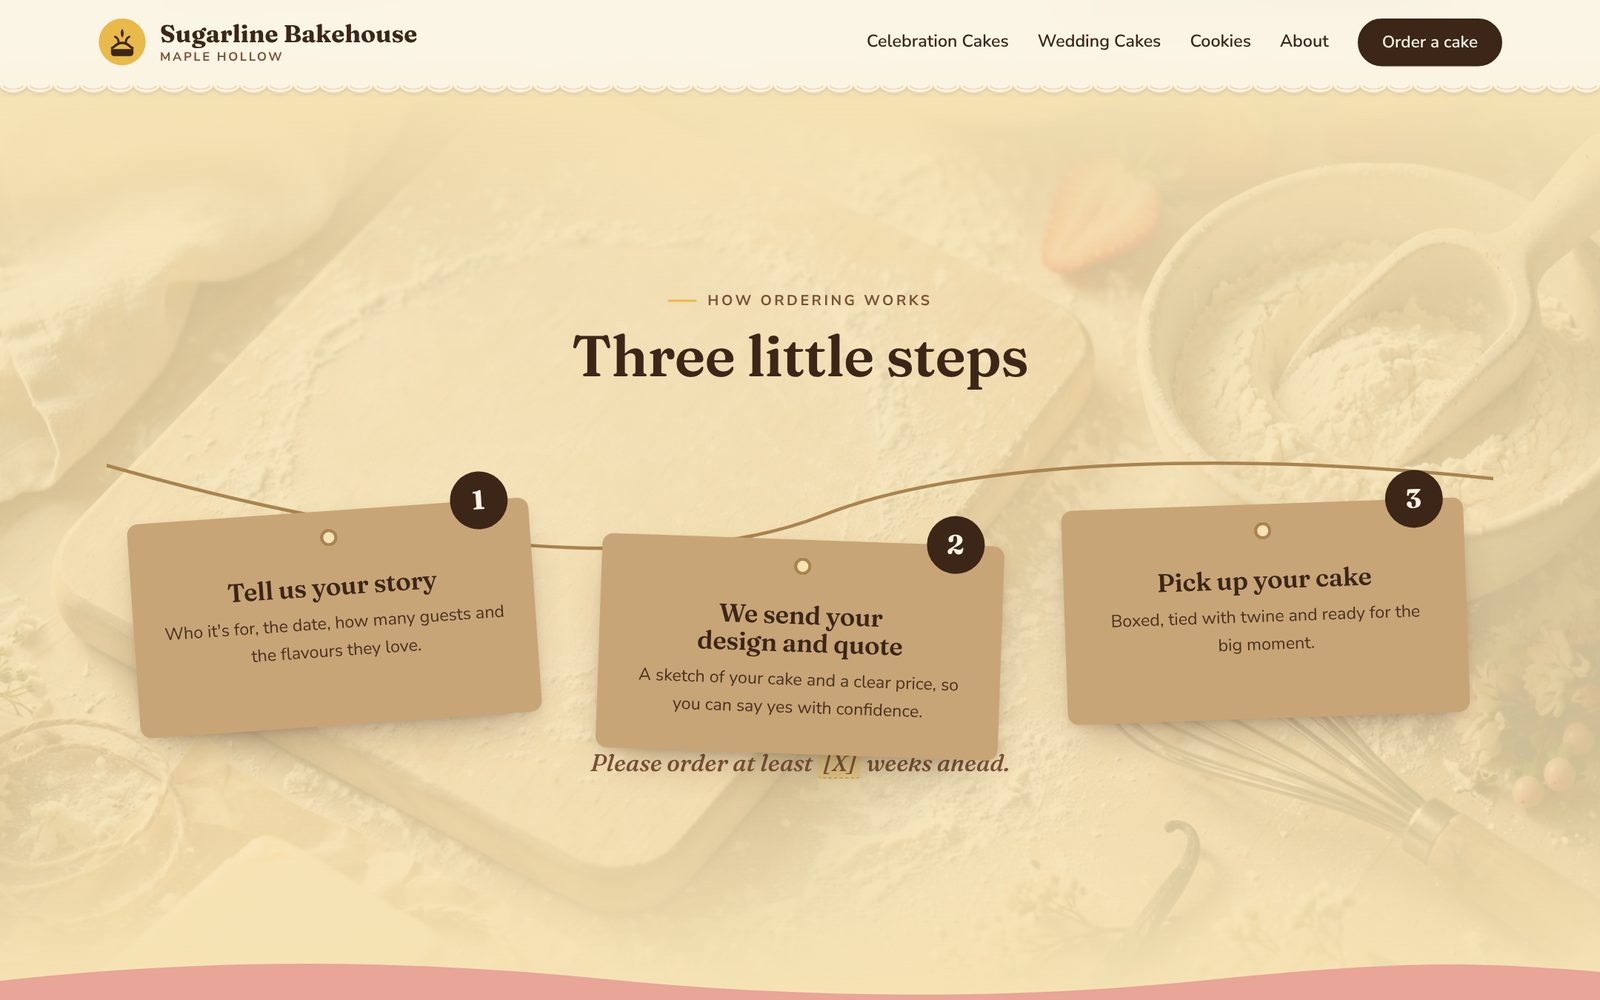 Sugarline Bakehouse
MAPLE HOLLOW
Celebration Cakes
Wedding Cakes
Cookies
About
Order a cake
HOW ORDERING WORKS
Three little steps
1
Tell us your story
Who it's for, the date, how many guests and
the flavours they love.
2
We send your
design and quote
A sketch of your cake and a clear price, so
you can say yes with confidence.
3
Pick up your cake
Boxed, tied with twine and ready for the
big moment.
Please order at least [X] weeks ahead.